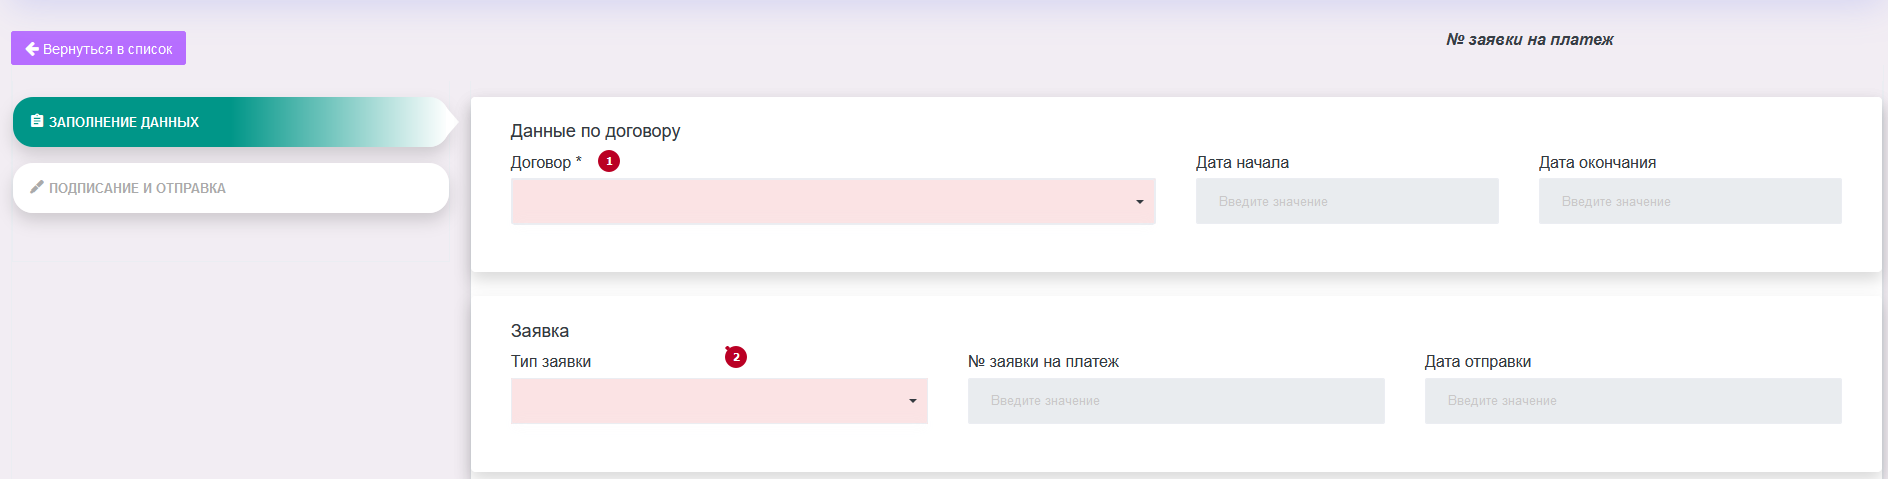 Вернуться в список
№ заявки на платеж
ЗАПОЛНЕНИЕ ДАННЫХ
ПОДПИСАНИЕ И ОТПРАВКА
Данные по договору
Договор * 1
Дата начала
Дата окончания
Введите значение
Введите значение
Заявка
Тип заявки 2
№ заявки на платеж
Дата отправки
Введите значение
Введите значение